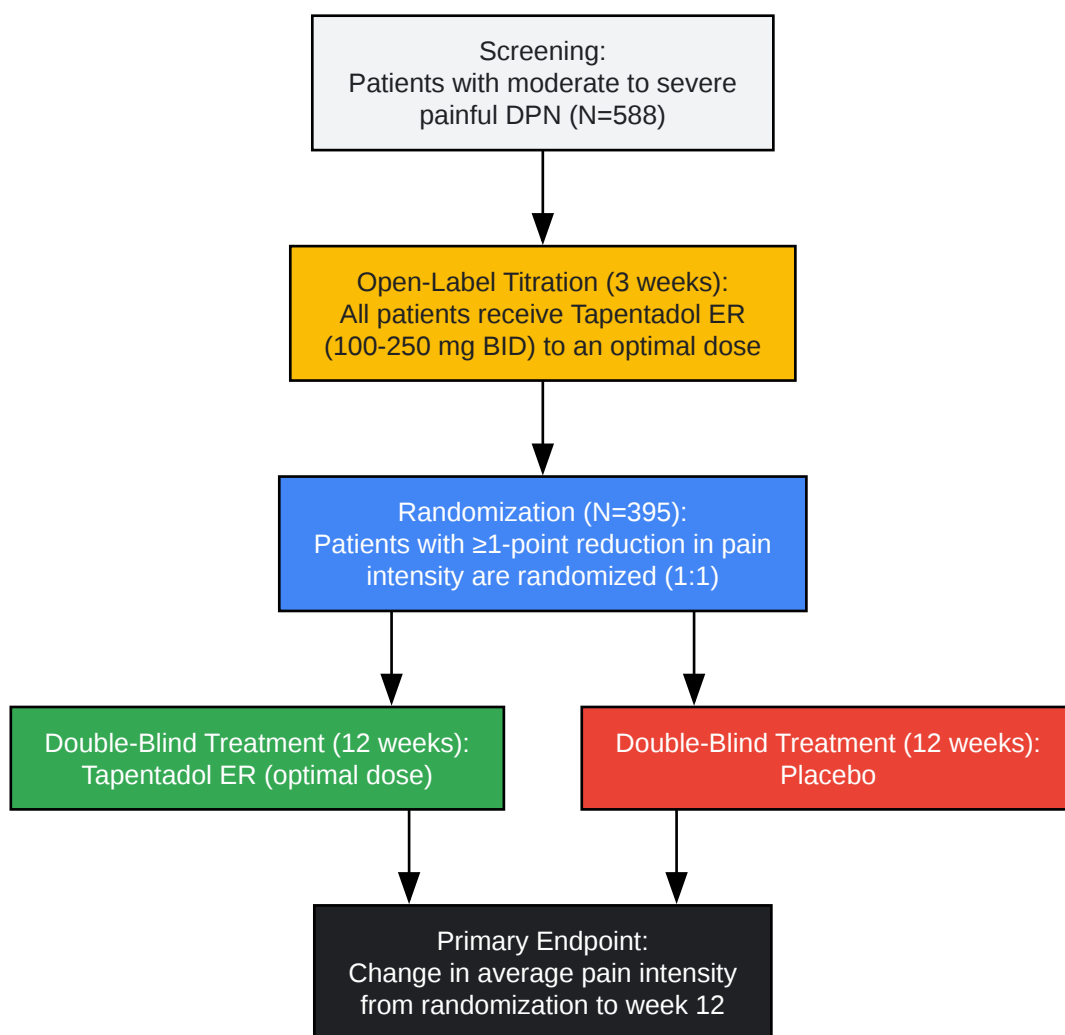 Screening:
Patients with moderate to severe
painful DPN (N=588)
Open-Label Titration (3 weeks):
All patients receive Tapentadol ER
(100-250 mg BID) to an optimal dose
Randomization (N=395):
Patients with ≥1-point reduction in pain
intensity are randomized (1:1)
Double-Blind Treatment (12 weeks):
Tapentadol ER (optimal dose)
Double-Blind Treatment (12 weeks):
Placebo
Primary Endpoint:
Change in average pain intensity
from randomization to week 12